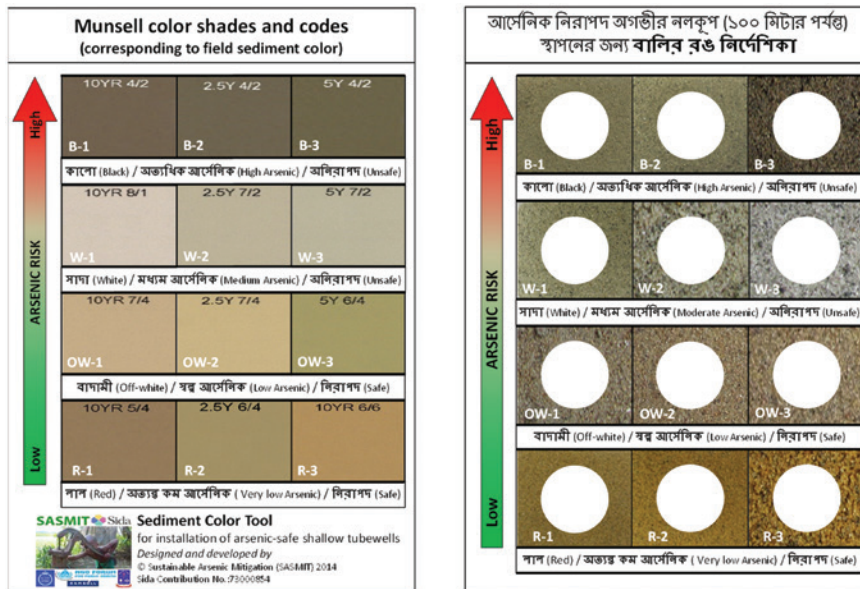 Munsell color shades and codes
(corresponding to field sediment color)
High
ARSENIC RISK
Low
10YR 4/2 2.5Y 4/2 5Y 4/2
B-1 B-2 B-3
কালো (Black) / অত্যধিক আর্সেনিক (High Arsenic) / অনিরাপদ (Unsafe)
10YR 8/1 2.5Y 7/2 5Y 7/2
W-1 W-2 W-3
সাদা (White) / মধ্যম আর্সেনিক (Medium Arsenic) / অনিরাপদ (Unsafe)
10YR 7/4 2.5Y 7/4 5Y 6/4
OW-1 OW-2 OW-3
বাদামী (Off-white) / স্বল্প আর্সেনিক (Low Arsenic) / নিরাপদ (Safe)
10YR 5/4 2.5Y 6/4 10YR 6/6
R-1 R-2 R-3
লাল (Red) / অত্যন্ত কম আর্সেনিক ( Very low Arsenic) / নিরাপদ (Safe)
SASMIT Sida
Sediment Color Tool
for installation of arsenic-safe shallow tubewells
Designed and developed by
© Sustainable Arsenic Mitigation (SASMIT) 2014
Sida Contribution No.:73000854
আর্সেনিক নিরাপদ অগভীর নলকূপ (১০০ মিটার পর্যন্ত)
স্থাপনের জন্য বালির রঙ নির্দেশিকা
High
ARSENIC RISK
Low
B-1 B-2 B-3
কালো (Black) / অত্যধিক আর্সেনিক (High Arsenic) / অনিরাপদ (Unsafe)
W-1 W-2 W-3
সাদা (White) / মধ্যম আর্সেনিক (Moderate Arsenic) / অনিরাপদ (Unsafe)
OW-1 OW-2 OW-3
বাদামী (Off-white) / স্বল্প আর্সেনিক (Low Arsenic) / নিরাপদ (Safe)
R-1 R-2 R-3
লাল (Red) / অত্যন্ত কম আর্সেনিক ( Very low Arsenic) / নিরাপদ (Safe)